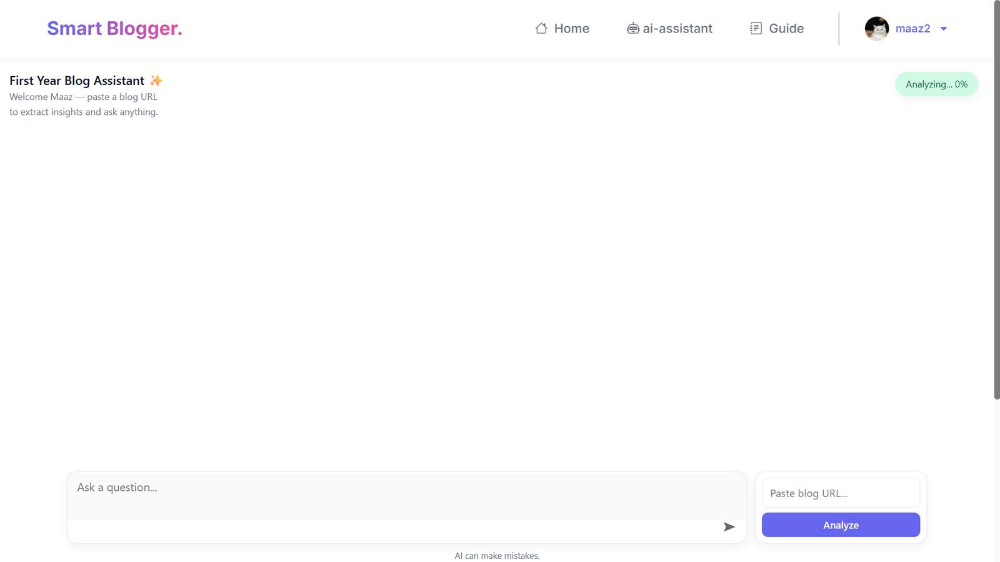 Smart Blogger.
Home
ai-assistant
Guide
maaz2
First Year Blog Assistant ✨
Welcome Maaz — paste a blog URL
to extract insights and ask anything.
Analyzing... 0%
Ask a question...
Paste blog URL...
Analyze
AI can make mistakes.